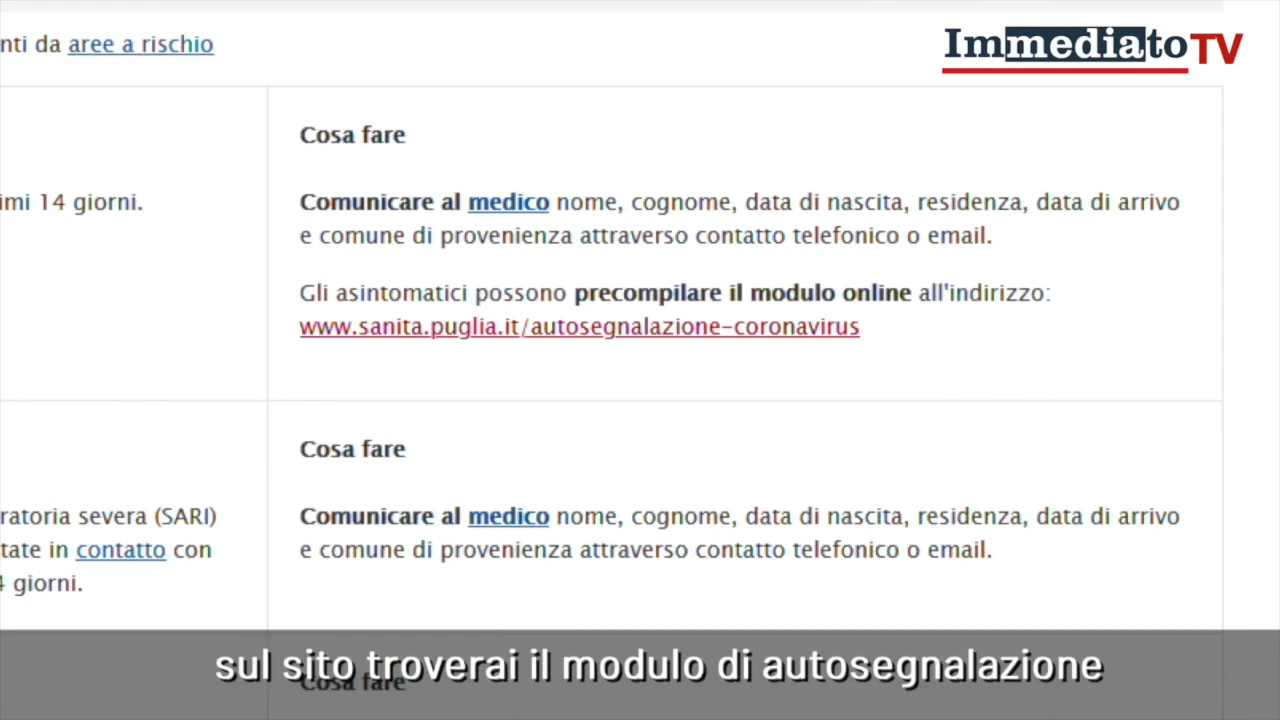 nti da aree a rischio
ImmediatoTV
Cosa fare
imi 14 giorni.
Comunicare al medico nome, cognome, data di nascita, residenza, data di arrivo
e comune di provenienza attraverso contatto telefonico o email.
Gli asintomatici possono precompilare il modulo online all'indirizzo:
www.sanita.puglia.it/autosegnalazione-coronavirus
Cosa fare
ratoria severa (SARI)
tate in contatto con
4 giorni.
Comunicare al medico nome, cognome, data di nascita, residenza, data di arrivo
e comune di provenienza attraverso contatto telefonico o email.
sul sito troverai il modulo di autosegnalazione
Cosa fare